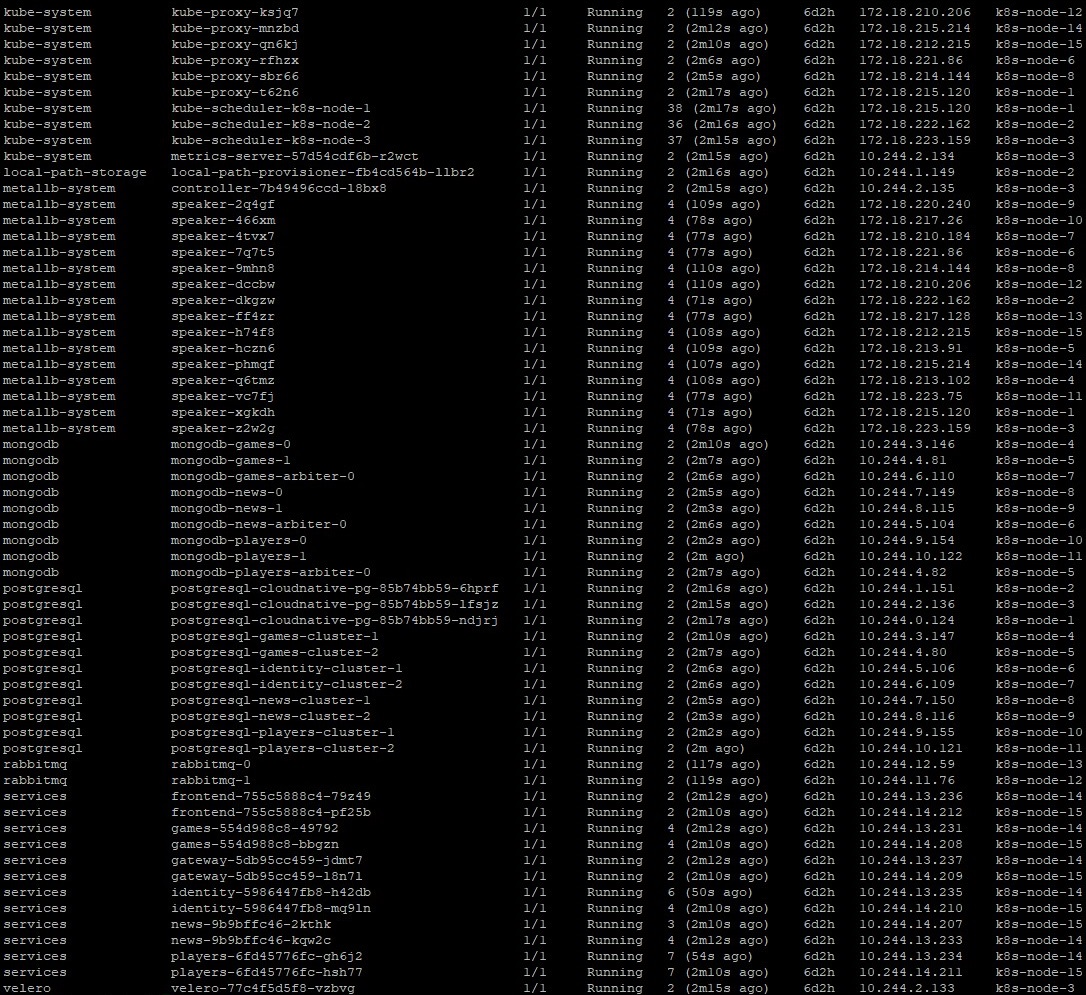 kube-system kube-proxy-ksjq7 1/1 Running 2 (119s ago) 6d2h 172.18.210.206 k8s-node-12
kube-system kube-proxy-mnzbd 1/1 Running 2 (2m12s ago) 6d2h 172.18.215.214 k8s-node-14
kube-system kube-proxy-qn6kj 1/1 Running 2 (2m10s ago) 6d2h 172.18.212.215 k8s-node-15
kube-system kube-proxy-rfhzx 1/1 Running 2 (2m6s ago) 6d2h 172.18.221.86 k8s-node-6
kube-system kube-proxy-sbr66 1/1 Running 2 (2m5s ago) 6d2h 172.18.214.144 k8s-node-8
kube-system kube-proxy-t62n6 1/1 Running 2 (2m17s ago) 6d2h 172.18.215.120 k8s-node-1
kube-system kube-scheduler-k8s-node-1 1/1 Running 38 (2m17s ago) 6d2h 172.18.215.120 k8s-node-1
kube-system kube-scheduler-k8s-node-2 1/1 Running 36 (2m16s ago) 6d2h 172.18.222.162 k8s-node-2
kube-system kube-scheduler-k8s-node-3 1/1 Running 37 (2m15s ago) 6d2h 172.18.223.159 k8s-node-3
kube-system metrics-server-57d54cdf6b-r2wct 1/1 Running 2 (2m15s ago) 6d2h 10.244.2.134 k8s-node-3
local-path-storage local-path-provisioner-fb4cd564b-llbr2 1/1 Running 2 (2m16s ago) 6d2h 10.244.1.149 k8s-node-2
metallb-system controller-7b49496ccd-l8bx8 1/1 Running 2 (2m15s ago) 6d2h 10.244.2.135 k8s-node-3
metallb-system speaker-2q4gf 1/1 Running 4 (109s ago) 6d2h 172.18.220.240 k8s-node-9
metallb-system speaker-466xm 1/1 Running 4 (78s ago) 6d2h 172.18.217.26 k8s-node-10
metallb-system speaker-4tvx7 1/1 Running 4 (77s ago) 6d2h 172.18.210.184 k8s-node-7
metallb-system speaker-7q7t5 1/1 Running 4 (77s ago) 6d2h 172.18.221.86 k8s-node-6
metallb-system speaker-9mhn8 1/1 Running 4 (110s ago) 6d2h 172.18.214.144 k8s-node-8
metallb-system speaker-dccbw 1/1 Running 4 (110s ago) 6d2h 172.18.210.206 k8s-node-12
metallb-system speaker-dkgzw 1/1 Running 4 (71s ago) 6d2h 172.18.222.162 k8s-node-2
metallb-system speaker-ff4zr 1/1 Running 4 (77s ago) 6d2h 172.18.217.128 k8s-node-13
metallb-system speaker-h74f8 1/1 Running 4 (108s ago) 6d2h 172.18.212.215 k8s-node-15
metallb-system speaker-hczn6 1/1 Running 4 (109s ago) 6d2h 172.18.213.91 k8s-node-5
metallb-system speaker-phmqf 1/1 Running 4 (107s ago) 6d2h 172.18.215.214 k8s-node-14
metallb-system speaker-q6tmz 1/1 Running 4 (108s ago) 6d2h 172.18.213.102 k8s-node-4
metallb-system speaker-vc7fj 1/1 Running 4 (77s ago) 6d2h 172.18.223.75 k8s-node-11
metallb-system speaker-xgkdh 1/1 Running 4 (71s ago) 6d2h 172.18.215.120 k8s-node-1
metallb-system speaker-z2w2g 1/1 Running 4 (78s ago) 6d2h 172.18.223.159 k8s-node-3
mongodb mongodb-games-0 1/1 Running 2 (2m10s ago) 6d2h 10.244.3.146 k8s-node-4
mongodb mongodb-games-1 1/1 Running 2 (2m7s ago) 6d2h 10.244.4.81 k8s-node-5
mongodb mongodb-games-arbiter-0 1/1 Running 2 (2m6s ago) 6d2h 10.244.6.110 k8s-node-7
mongodb mongodb-news-0 1/1 Running 2 (2m5s ago) 6d2h 10.244.7.149 k8s-node-8
mongodb mongodb-news-1 1/1 Running 2 (2m3s ago) 6d2h 10.244.8.115 k8s-node-9
mongodb mongodb-news-arbiter-0 1/1 Running 2 (2m6s ago) 6d2h 10.244.5.104 k8s-node-6
mongodb mongodb-players-0 1/1 Running 2 (2m2s ago) 6d2h 10.244.9.154 k8s-node-10
mongodb mongodb-players-1 1/1 Running 2 (2m ago) 6d2h 10.244.10.122 k8s-node-11
mongodb mongodb-players-arbiter-0 1/1 Running 2 (2m7s ago) 6d2h 10.244.4.82 k8s-node-5
postgresql postgresql-cloudnative-pg-85b74bb59-6hprf 1/1 Running 2 (2m16s ago) 6d2h 10.244.1.151 k8s-node-2
postgresql postgresql-cloudnative-pg-85b74bb59-lfsjz 1/1 Running 2 (2m15s ago) 6d2h 10.244.2.136 k8s-node-3
postgresql postgresql-cloudnative-pg-85b74bb59-ndjrj 1/1 Running 2 (2m17s ago) 6d2h 10.244.0.124 k8s-node-1
postgresql postgresql-games-cluster-1 1/1 Running 2 (2m10s ago) 6d2h 10.244.3.147 k8s-node-4
postgresql postgresql-games-cluster-2 1/1 Running 2 (2m7s ago) 6d2h 10.244.4.80 k8s-node-5
postgresql postgresql-identity-cluster-1 1/1 Running 2 (2m6s ago) 6d2h 10.244.5.106 k8s-node-6
postgresql postgresql-identity-cluster-2 1/1 Running 2 (2m6s ago) 6d2h 10.244.6.109 k8s-node-7
postgresql postgresql-news-cluster-1 1/1 Running 2 (2m5s ago) 6d2h 10.244.7.150 k8s-node-8
postgresql postgresql-news-cluster-2 1/1 Running 2 (2m3s ago) 6d2h 10.244.8.116 k8s-node-9
postgresql postgresql-players-cluster-1 1/1 Running 2 (2m2s ago) 6d2h 10.244.9.155 k8s-node-10
postgresql postgresql-players-cluster-2 1/1 Running 2 (2m ago) 6d2h 10.244.10.121 k8s-node-11
rabbitmq rabbitmq-0 1/1 Running 2 (117s ago) 6d2h 10.244.12.59 k8s-node-13
rabbitmq rabbitmq-1 1/1 Running 2 (119s ago) 6d2h 10.244.11.76 k8s-node-12
services frontend-755c5888c4-79z49 1/1 Running 2 (2m12s ago) 6d2h 10.244.13.236 k8s-node-14
services frontend-755c5888c4-pf25b 1/1 Running 2 (2m10s ago) 6d2h 10.244.14.212 k8s-node-15
services games-554d988c8-49792 1/1 Running 4 (2m12s ago) 6d2h 10.244.13.231 k8s-node-14
services games-554d988c8-bbgzn 1/1 Running 4 (2m10s ago) 6d2h 10.244.14.208 k8s-node-15
services gateway-5db95cc459-jdmt7 1/1 Running 2 (2m12s ago) 6d2h 10.244.13.237 k8s-node-14
services gateway-5db95cc459-l8n7l 1/1 Running 2 (2m10s ago) 6d2h 10.244.14.209 k8s-node-15
services identity-5986447fb8-h42db 1/1 Running 6 (50s ago) 6d2h 10.244.13.235 k8s-node-14
services identity-5986447fb8-mq9ln 1/1 Running 4 (2m10s ago) 6d2h 10.244.14.210 k8s-node-15
services news-9b9bffc46-2kthk 1/1 Running 3 (2m10s ago) 6d2h 10.244.14.207 k8s-node-15
services news-9b9bffc46-kqw2c 1/1 Running 4 (2m12s ago) 6d2h 10.244.13.233 k8s-node-14
services players-6fd45776fc-gh6j2 1/1 Running 7 (54s ago) 6d2h 10.244.13.234 k8s-node-14
services players-6fd45776fc-hsh77 1/1 Running 7 (2m10s ago) 6d2h 10.244.14.211 k8s-node-15
velero velero-77c4f5d5f8-vzbvg 1/1 Running 2 (2m15s ago) 6d2h 10.244.2.133 k8s-node-3